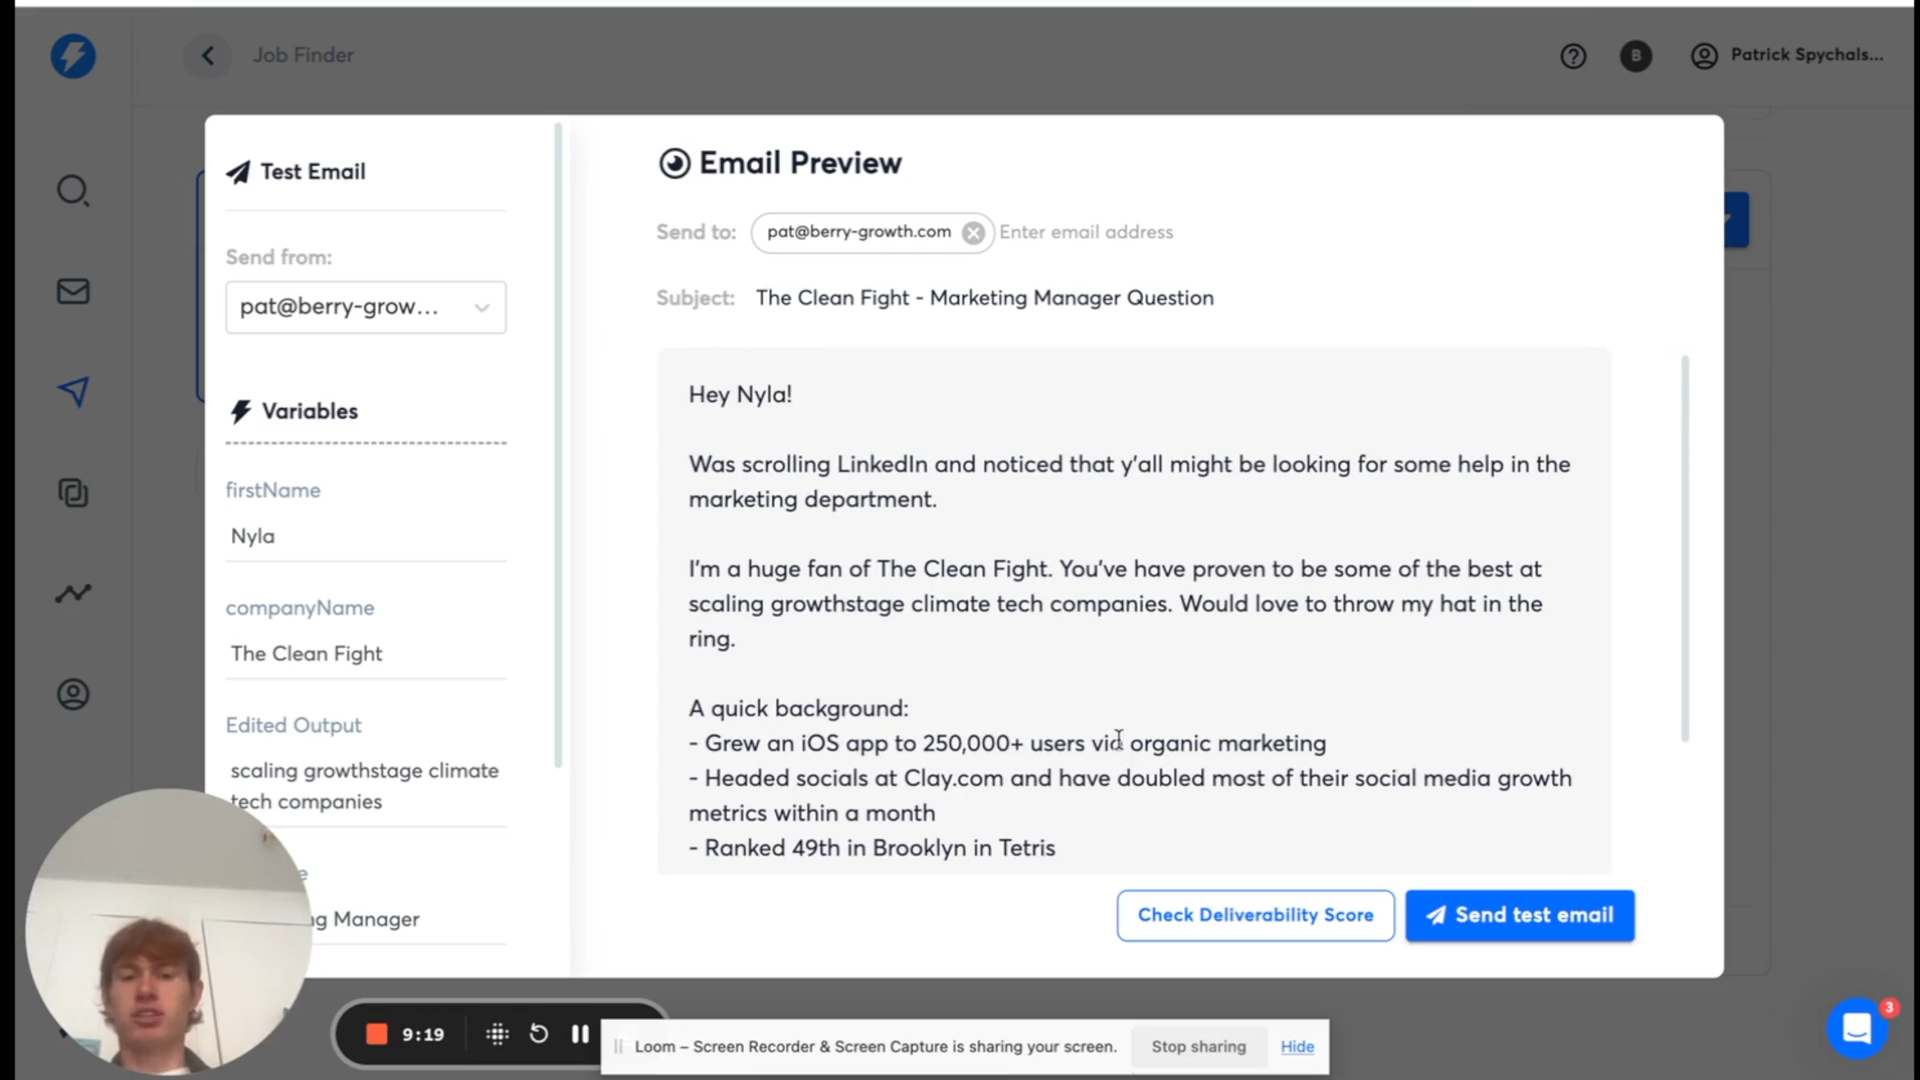 Job Finder
B
Patrick Spychals...
Test Email
Send from:
pat@berry-grow...
Variables
firstName
Nyla
companyName
The Clean Fight
Edited Output
scaling growthstage climate
tech companies
e
ng Manager
Email Preview
Send to:
pat@berry-growth.com
Enter email address
Subject:
The Clean Fight - Marketing Manager Question
Hey Nyla!
Was scrolling LinkedIn and noticed that y'all might be looking for some help in the
marketing department.
I'm a huge fan of The Clean Fight. You've have proven to be some of the best at
scaling growthstage climate tech companies. Would love to throw my hat in the
ring.
A quick background:
- Grew an iOS app to 250,000+ users via organic marketing
- Headed socials at Clay.com and have doubled most of their social media growth
metrics within a month
- Ranked 49th in Brooklyn in Tetris
Check Deliverability Score
Send test email
9:19
Loom – Screen Recorder & Screen Capture is sharing your screen.
Stop sharing
Hide
3